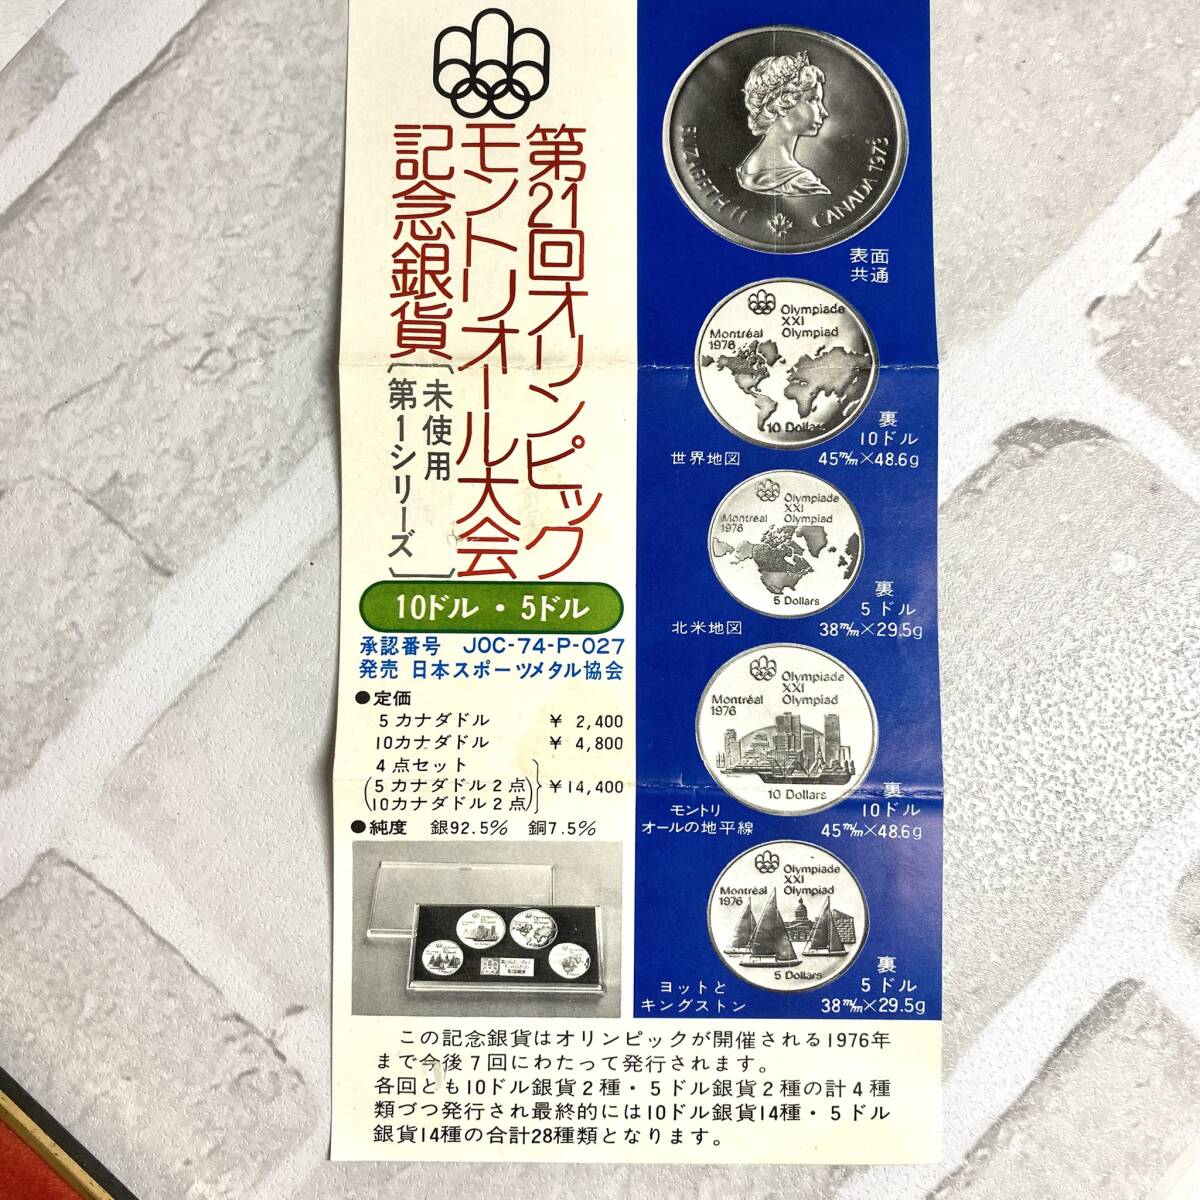 第21回オリンピック
モントリオール大会
記念銀貨
未使用
第1シリーズ
10ドル・5ドル
承認番号 JOC-74-P-027
発売 日本スポーツメタル協会
●定価
5カナダドル ¥ 2,400
10カナダドル ¥ 4,800
4点セット
(5カナダドル2点
10カナダドル2点) ¥14,400
●純度 銀92.5% 銅7.5%
ELIZABETH II CANADA 1973
表面
共通
Olympiade
XXI
Olympiad
Montréal
1976
10 Dollars
世界地図
裏
10ドル
45m/m×48.6g
Olympiade
XXI
Olympiad
Montréal
1976
5 Dollars
北米地図
裏
5ドル
38m/m×29.5g
Olympiade
XXI
Olympiad
Montréal
1976
10 Dollars
モントリ
オールの地平線
裏
10ドル
45m/m×48.6g
Olympiade
XXI
Olympiad
Montréal
1976
5 Dollars
ヨットと
キングストン
裏
5ドル
38m/m×29.5g
この記念銀貨はオリンピックが開催される1976年
まで今後7回にわたって発行されます。
各回とも10ドル銀貨2種・5ドル銀貨2種の計4種
類づつ発行され最終的には10ドル銀貨14種・5ドル
銀貨14種の合計28種類となります。